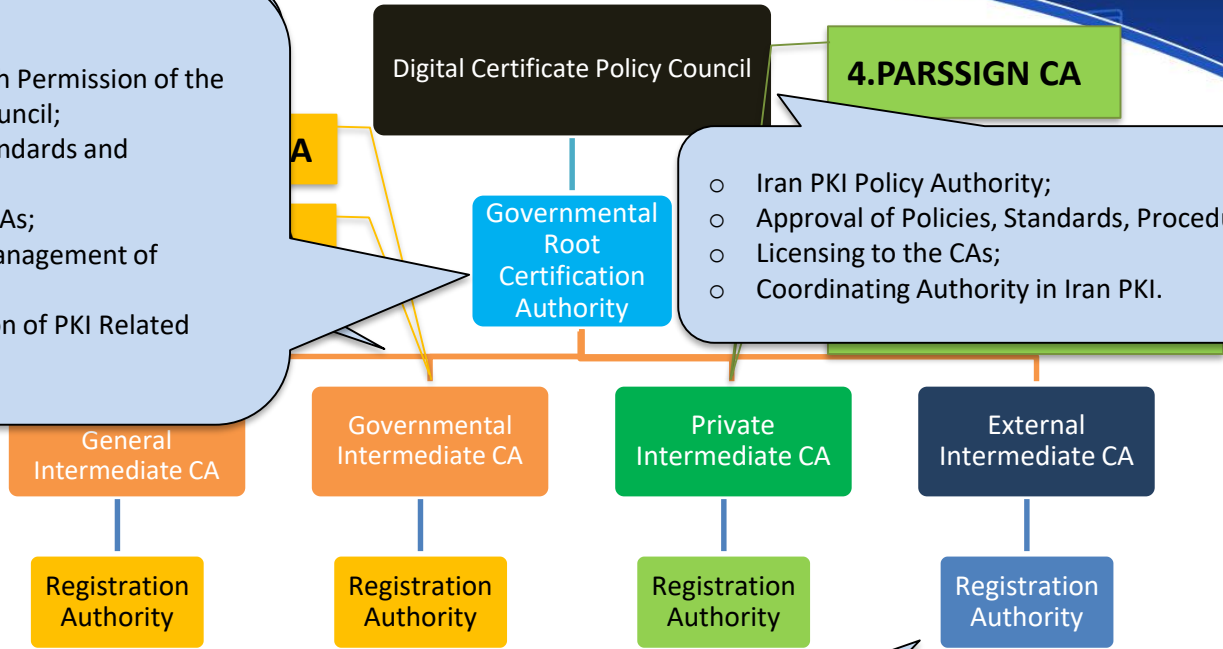 n Permission of the
uncil;
ndards and
As;
anagement of
on of PKI Related
A
Digital Certificate Policy Council
4.PARSSIGN CA
Governmental
Root
Certification
Authority
○ Iran PKI Policy Authority;
○ Approval of Policies, Standards, Procedu
○ Licensing to the CAs;
○ Coordinating Authority in Iran PKI.
General
Intermediate CA
Governmental
Intermediate CA
Private
Intermediate CA
External
Intermediate CA
Registration
Authority
Registration
Authority
Registration
Authority
Registration
Authority